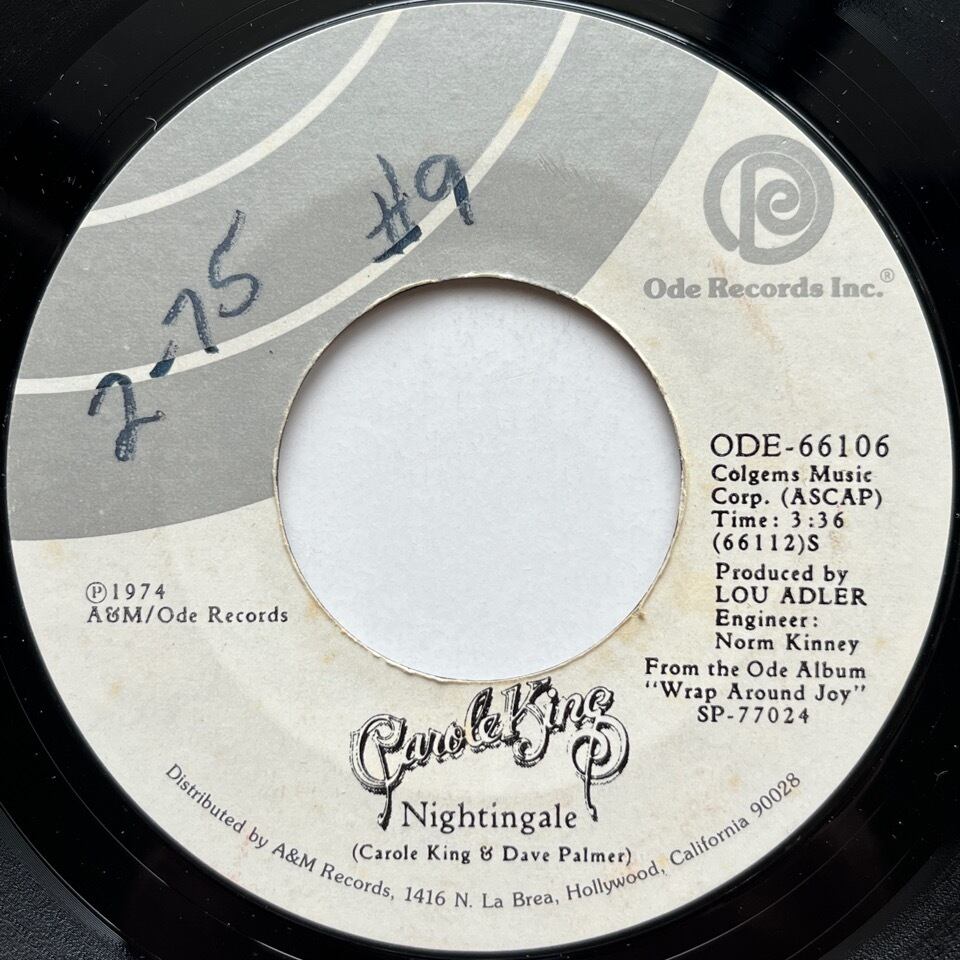 2-75 #9
Ode Records Inc.®
ODE-66106
Colgems Music
Corp. (ASCAP)
Time: 3:36
(66112)S
Produced by
LOU ADLER
Engineer:
Norm Kinney
From the Ode Album
"Wrap Around Joy"
SP-77024
℗1974
A&M/Ode Records
Carole King
Nightingale
(Carole King & Dave Palmer)
Distributed by A&M Records, 1416 N. La Brea, Hollywood, California 90028